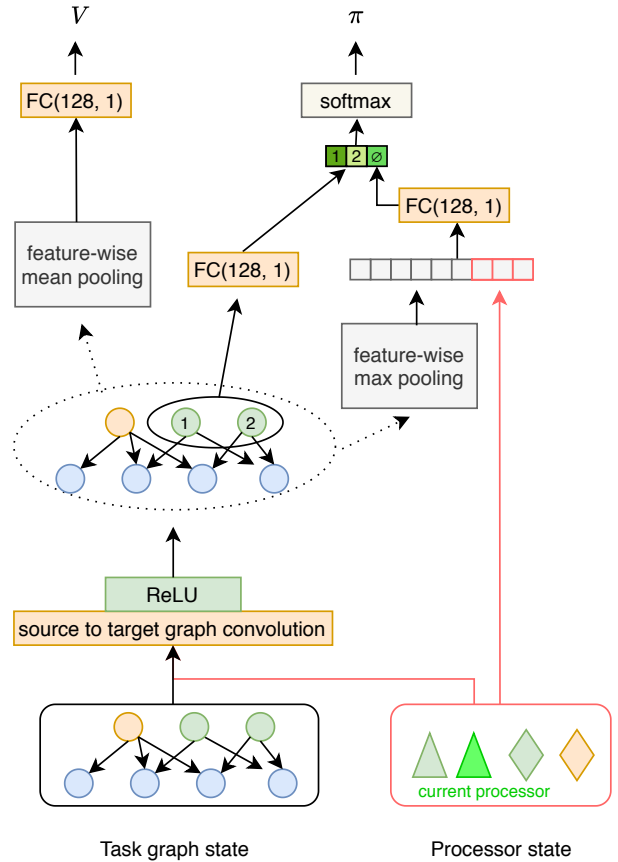 V
π
FC(128, 1)
softmax
1 2 ∅
FC(128, 1)
feature-wise
mean pooling
FC(128, 1)
feature-wise
max pooling
1
2
ReLU
source to target graph convolution
current processor
Task graph state
Processor state